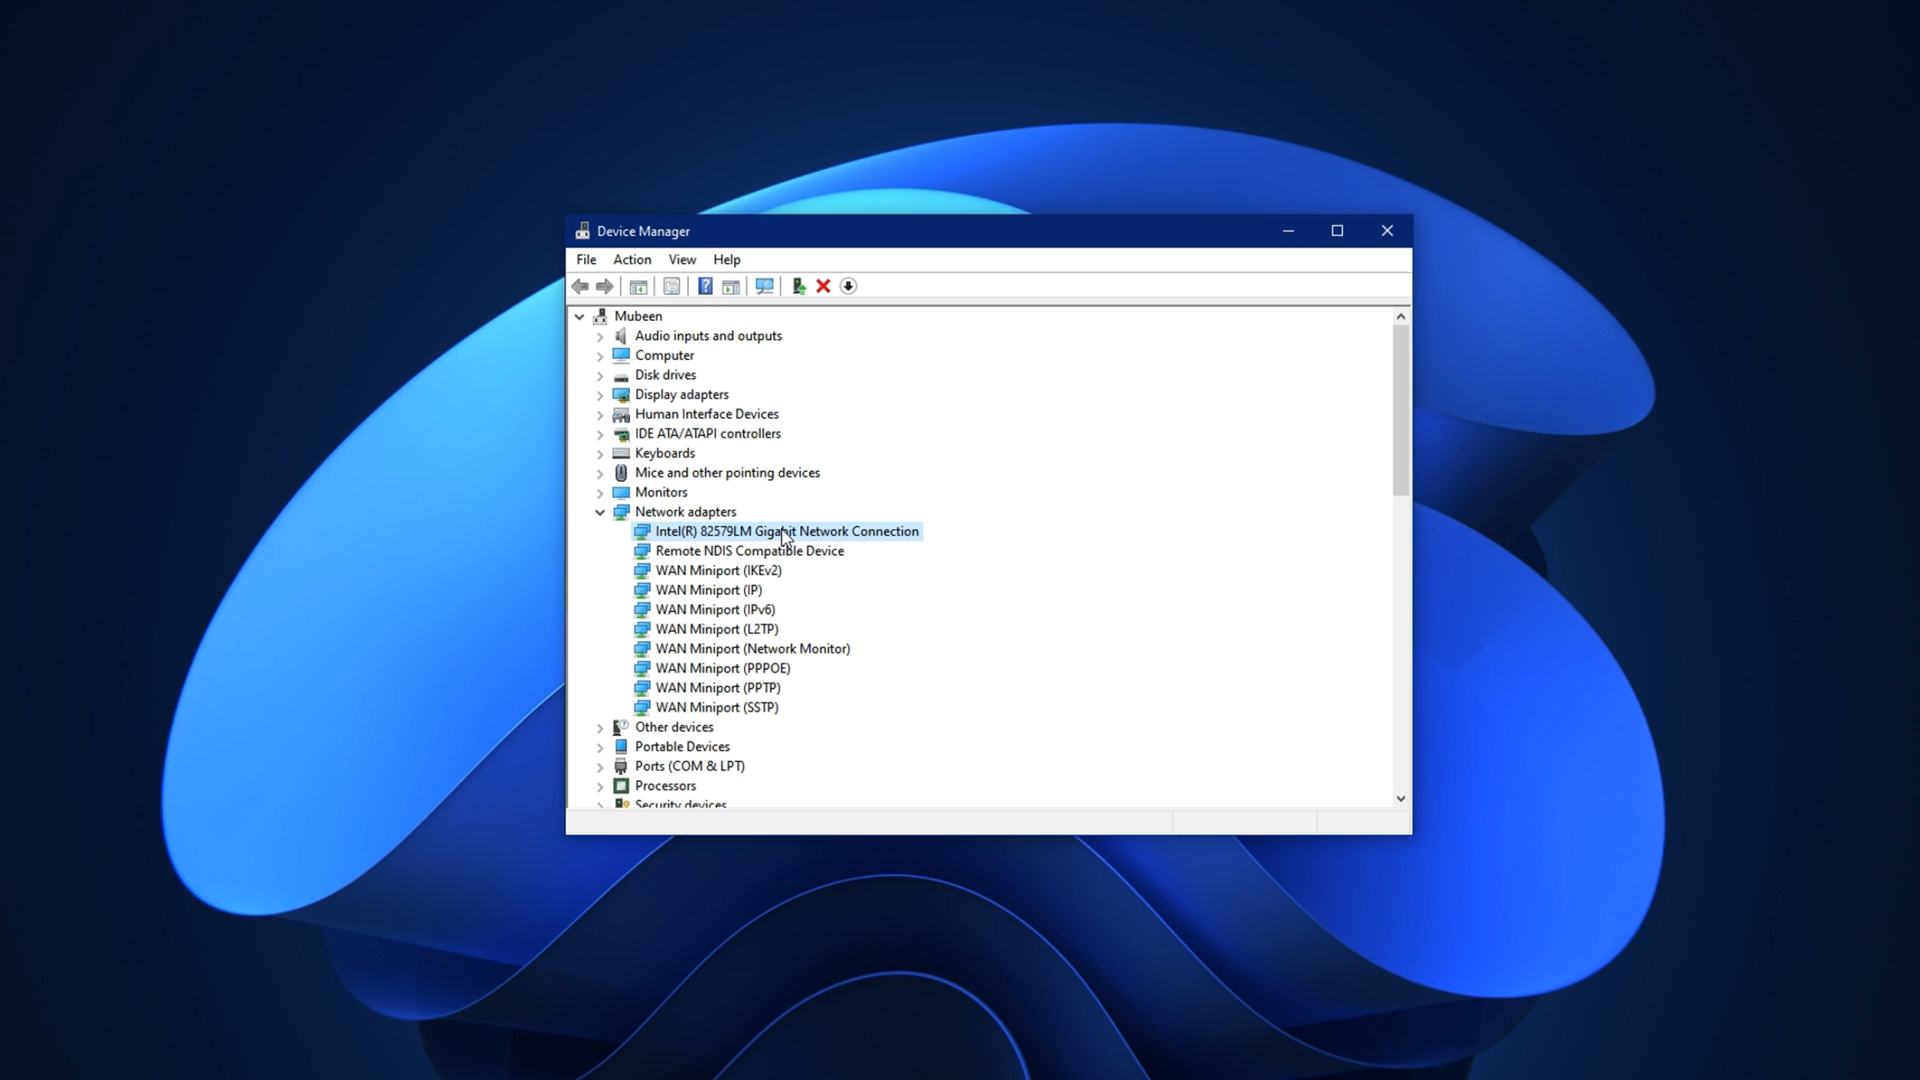 Device Manager
File Action View Help
Mubeen
Audio inputs and outputs
Computer
Disk drives
Display adapters
Human Interface Devices
IDE ATA/ATAPI controllers
Keyboards
Mice and other pointing devices
Monitors
Network adapters
Intel(R) 82579LM Gigabit Network Connection
Remote NDIS Compatible Device
WAN Miniport (IKEv2)
WAN Miniport (IP)
WAN Miniport (IPv6)
WAN Miniport (L2TP)
WAN Miniport (Network Monitor)
WAN Miniport (PPPOE)
WAN Miniport (PPTP)
WAN Miniport (SSTP)
Other devices
Portable Devices
Ports (COM & LPT)
Processors
Security devices